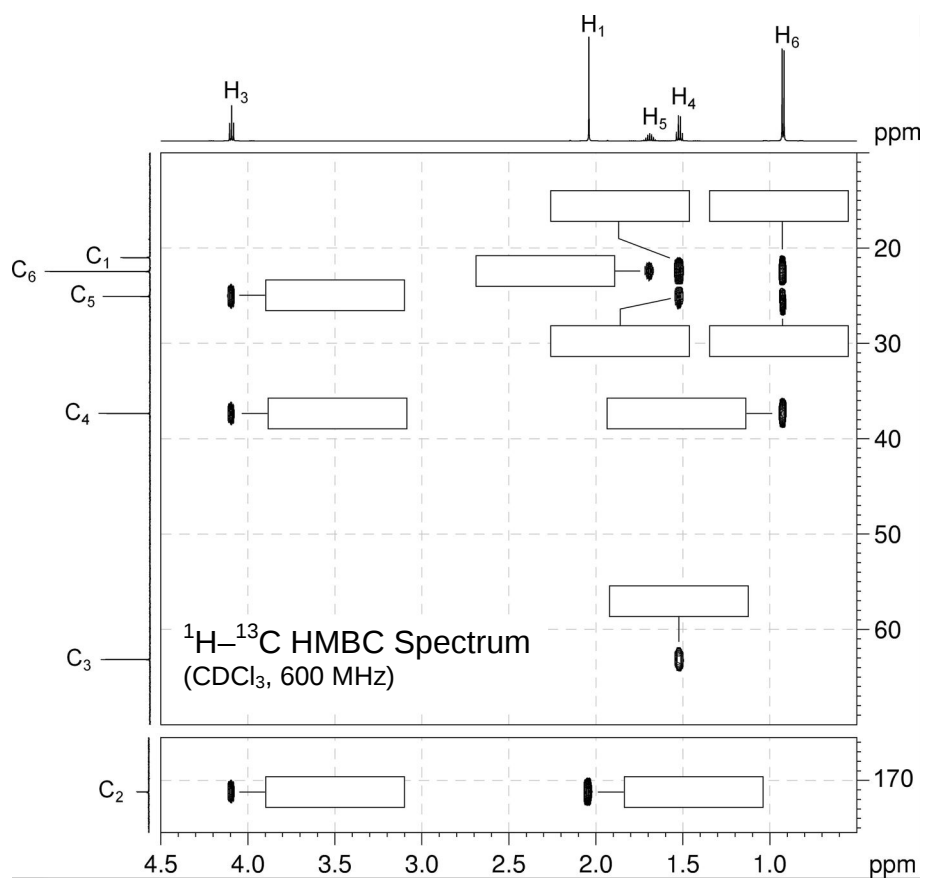 H₁
H₆
H₃
H₄
H₅
ppm
C₁
C₆
C₅
C₄
C₃
C₂
20
30
40
50
60
170
¹H–¹³C HMBC Spectrum
(CDCl₃, 600 MHz)
4.5 4.0 3.5 3.0 2.5 2.0 1.5 1.0 ppm